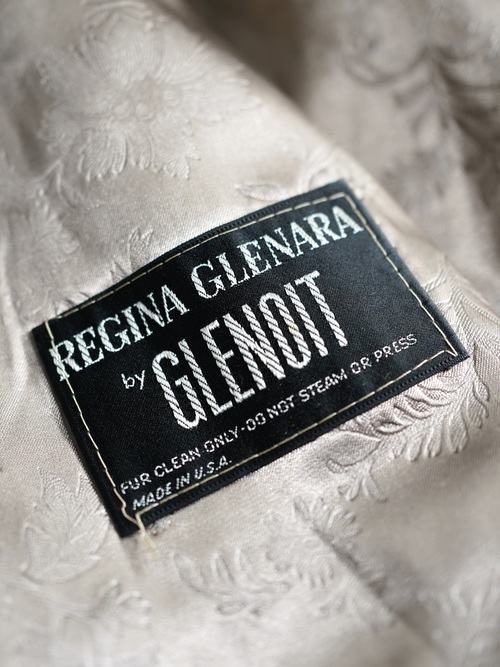 REGINA GLENARA
by GLENOIT
FUR CLEAN ONLY-DO NOT STEAM OR PRESS
MADE IN U.S.A.